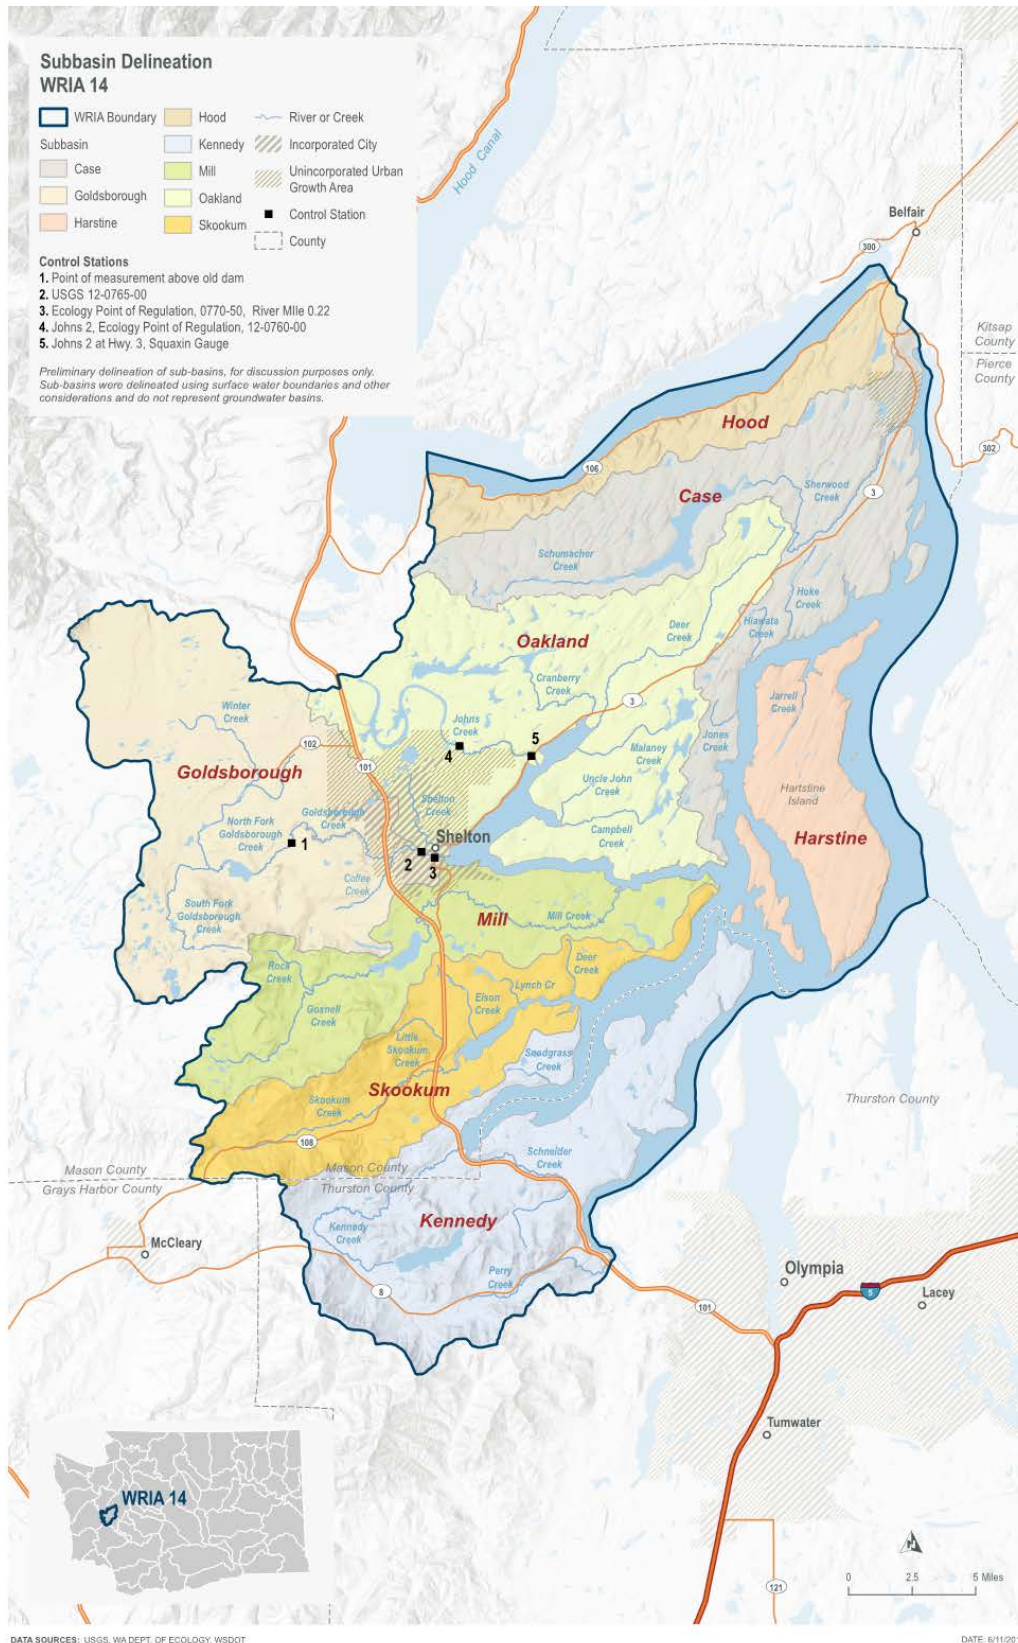 Subbasin Delineation
WRIA 14
WRIA Boundary
Subbasin
Case
Goldsborough
Harstine
Hood
Kennedy
Mill
Oakland
Skookum
River or Creek
Incorporated City
Unincorporated Urban
Growth Area
Control Station
County
Control Stations
1. Point of measurement above old dam
2. USGS 12-0765-00
3. Ecology Point of Regulation, 0770-50, River MIle 0.22
4. Johns 2, Ecology Point of Regulation, 12-0760-00
5. Johns 2 at Hwy. 3, Squaxin Gauge
Preliminary delineation of sub-basins, for discussion purposes only.
Sub-basins were delineated using surface water boundaries and other
considerations and do not represent groundwater basins.
Hood Canal
Belfair
300
Kitsap
County
Pierce
County
302
Hood
106
Case
Sherwood
Creek
3
Schumacher
Creek
Hoke
Creek
Hiawata
Creek
Deer
Creek
Oakland
Cranberry
Creek
3
Jarrell
Creek
Winter
Creek
102
Johns
Creek
4
5
Jones
Creek
Malaney
Creek
101
Goldsborough
Uncle John
Creek
Hartstine
Island
Shelton
Creek
Goldsborough
Creek
North Fork
Goldsborough
Creek
1
Campbell
Creek
Harstine
Shelton
2
3
Coffee
Creek
South Fork
Goldsborough
Creek
Mill
Mill Creek
Rock
Creek
Deer
Creek
Lynch Cr
Elson
Creek
Gosnell
Creek
Little
Skookum
Creek
Snodgrass
Creek
Skookum
Skookum
Creek
Thurston County
108
Schneider
Creek
Mason County
Grays Harbor County
Mason County
Thurston County
Kennedy
Kennedy
Creek
McCleary
Perry
Creek
8
Olympia
5
Lacey
101
Tumwater
WRIA 14
N
0 2.5 5 Miles
121
DATA SOURCES: USGS, WA DEPT. OF ECOLOGY, WSDOT